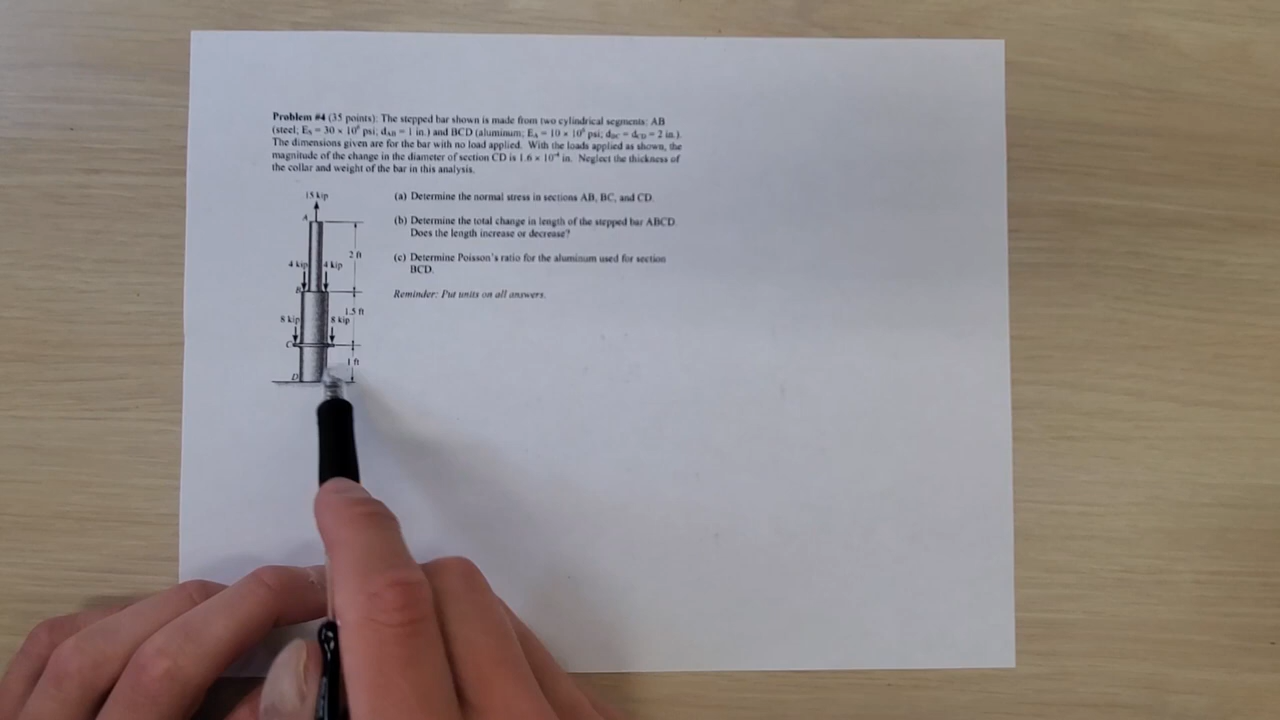 Problem #4 (35 points): The stepped bar shown is made from two cylindrical segments: AB
(steel; Es = 30 × 10⁶ psi; dAB = 1 in.) and BCD (aluminum; EA = 10 × 10⁶ psi; dBC = dCD = 2 in.).
The dimensions given are for the bar with no load applied. With the loads applied as shown, the
magnitude of the change in the diameter of section CD is 1.6 × 10⁻⁴ in. Neglect the thickness of
the collar and weight of the bar in this analysis.
15 kip
A
2 ft
4 kip 4 kip
B
1.5 ft
8 kip 8 kip
C
1 ft
D
(a) Determine the normal stress in sections AB, BC, and CD.
(b) Determine the total change in length of the stepped bar ABCD.
Does the length increase or decrease?
(c) Determine Poisson's ratio for the aluminum used for section
BCD.
Reminder: Put units on all answers.